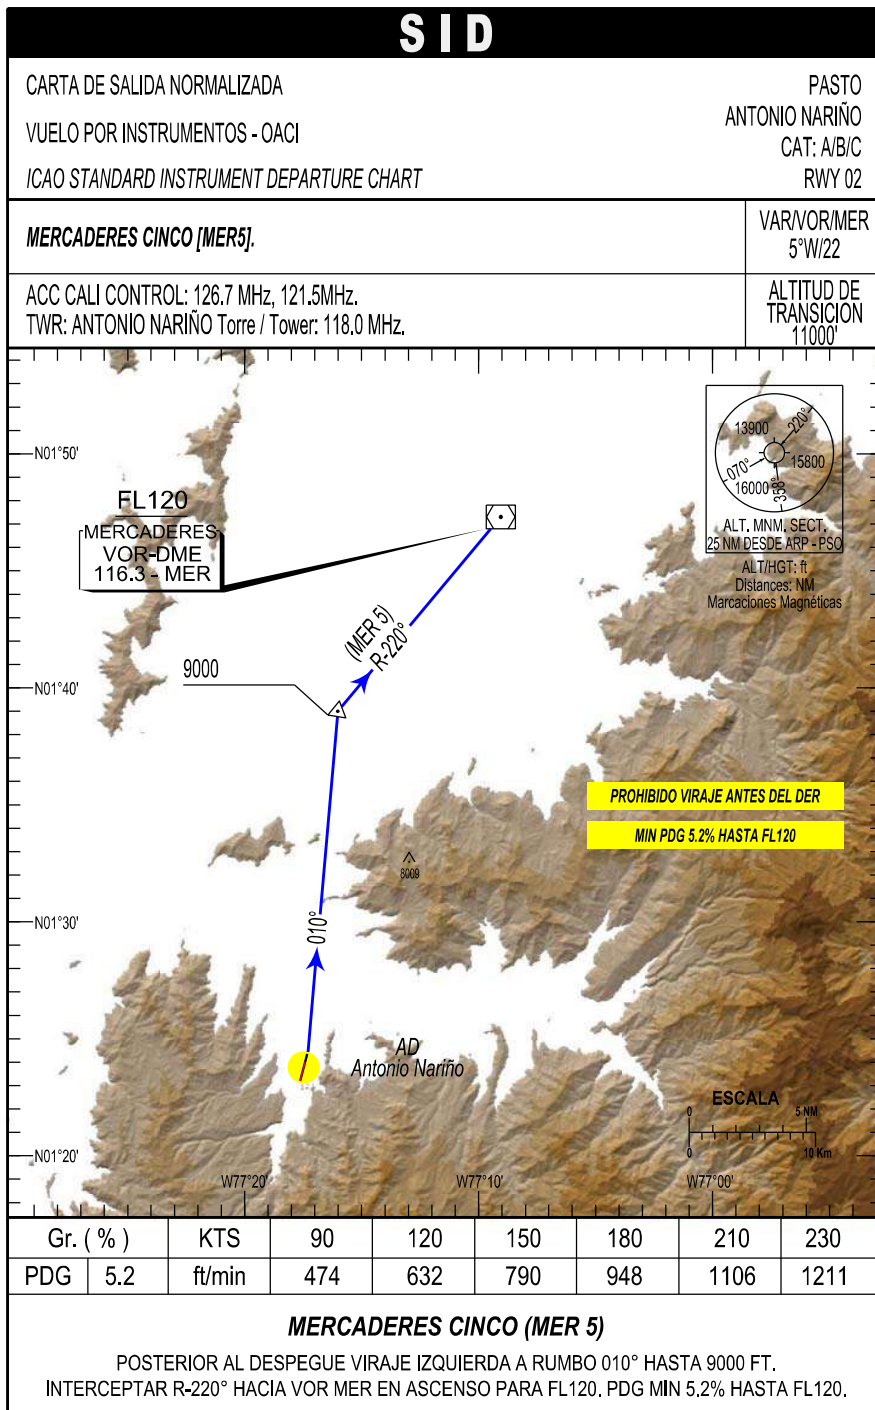 SID
CARTA DE SALIDA NORMALIZADA
VUELO POR INSTRUMENTOS - OACI
ICAO STANDARD INSTRUMENT DEPARTURE CHART
PASTO
ANTONIO NARIÑO
CAT: A/B/C
RWY 02
MERCADERES CINCO [MER5].
VAR/VOR/MER
5°W/22
ACC CALI CONTROL: 126.7 MHz, 121.5MHz.
TWR: ANTONIO NARIÑO Torre / Tower: 118.0 MHz.
ALTITUD DE
TRANSICION
11000'
N01°50'
FL120
MERCADERES
VOR-DME
116.3 - MER
13900
220°
070°
15800
16000
358°
ALT. MNM. SECT.
25 NM DESDE ARP - PSO
ALT/HGT: ft
Distances: NM
Marcaciones Magnéticas
(MER 5)
R-220°
9000
N01°40'
PROHIBIDO VIRAJE ANTES DEL DER
MIN PDG 5.2% HASTA FL120
8009
N01°30'
010°
AD
Antonio Nariño
ESCALA
0 5 NM
0 10 Km
N01°20'
W77°20' W77°10' W77°00'
Gr. ( % ) KTS 90 120 150 180 210 230
PDG 5.2 ft/min 474 632 790 948 1106 1211
MERCADERES CINCO (MER 5)
POSTERIOR AL DESPEGUE VIRAJE IZQUIERDA A RUMBO 010° HASTA 9000 FT.
INTERCEPTAR R-220° HACIA VOR MER EN ASCENSO PARA FL120. PDG MIN 5.2% HASTA FL120.